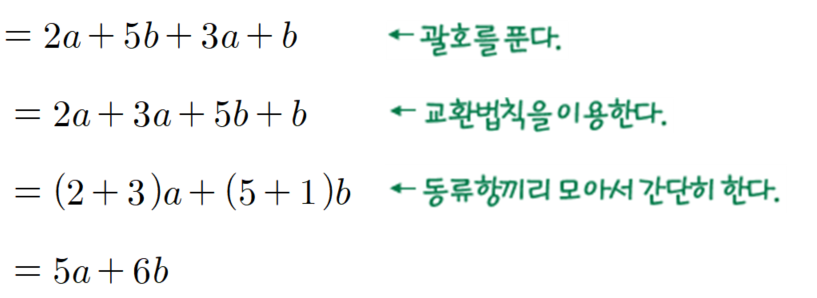 = 2a + 5b + 3a + b ← 괄호를 푼다.
= 2a + 3a + 5b + b ← 교환법칙을 이용한다.
= (2 + 3)a + (5 + 1)b ← 동류항끼리 모아서 간단히 한다.
= 5a + 6b